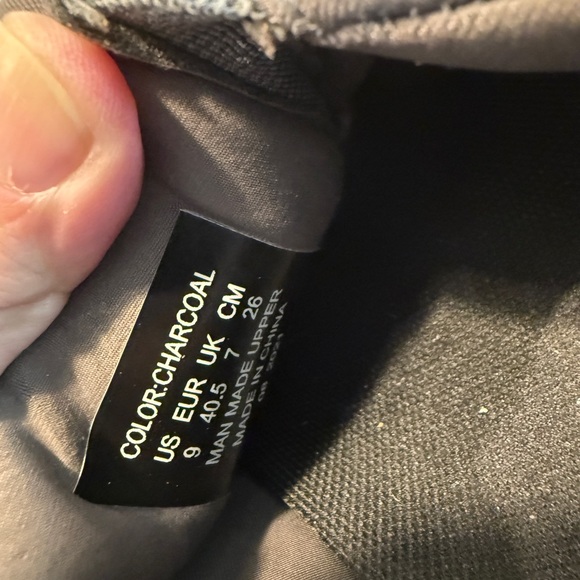 COLOR:CHARCOAL
US EUR UK CM
9 40.5 7 26
MAN MADE UPPER
MADE IN CHINA